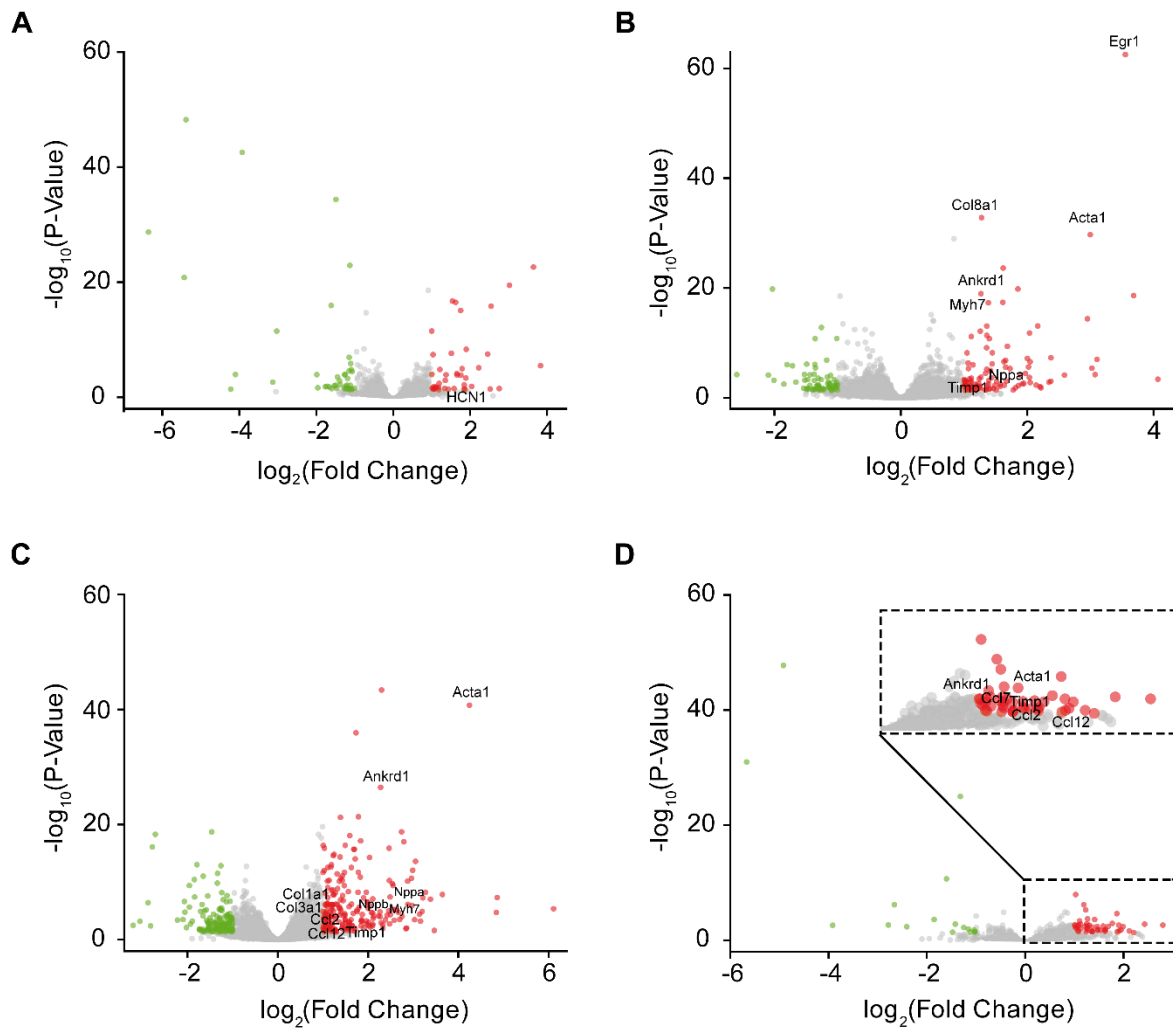 A
60
40
20
0
-log10(P-Value)
HCN1
-6
-4
-2
0
2
4
log2(Fold Change)
B
Egr1
60
40
20
0
-log10(P-Value)
Col8a1
Acta1
Ankrd1
Myh7
Nppa
Timp1
-2
0
2
4
log2(Fold Change)
C
60
40
20
0
-log10(P-Value)
Acta1
Ankrd1
Col1a1
Nppa
Col3a1
Nppb
Myh7
Ccl2
Ccl12
Timp1
-2
0
2
4
6
log2(Fold Change)
D
60
40
20
0
-log10(P-Value)
Ankrd1
Acta1
Ccl7
Timp1
Ccl2
Ccl12
-6
-4
-2
0
2
log2(Fold Change)